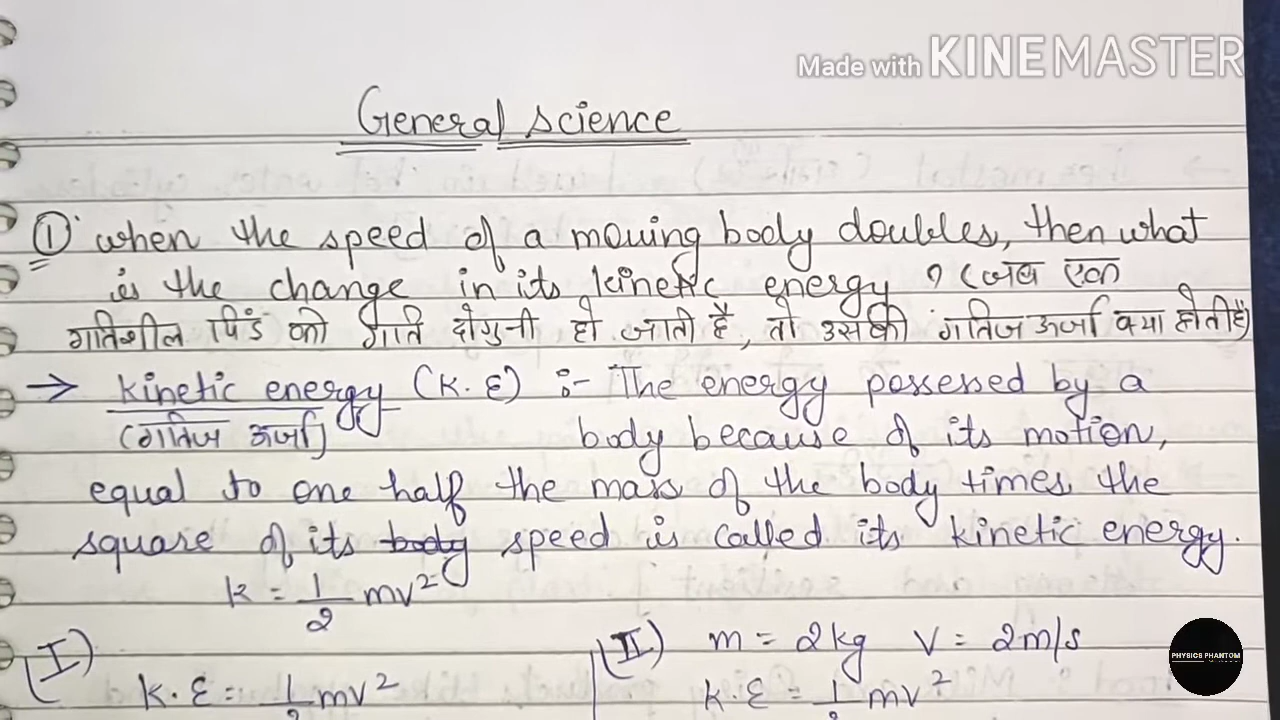 Made with KINEMASTER
General science
① when the speed of a moving body doubles, then what
is the change in its kinetic energy ? (जब एक
गतिशील पिंड की गति दोगुनी हो जाती है, तो उसकी गतिज ऊर्जा क्या होती है)
→ kinetic energy (K.E) :- The energy possessed by a
(गतिज ऊर्जा) body because of its motion,
equal to one half the mass of the body times the
square of its body speed is called its kinetic energy.
k = 1/2 mv²
(I) (II) m = 2kg v = 2m/s
K.E = 1/2 mv² K.E = 1/2 mv²
PHYSICS PHANTOM